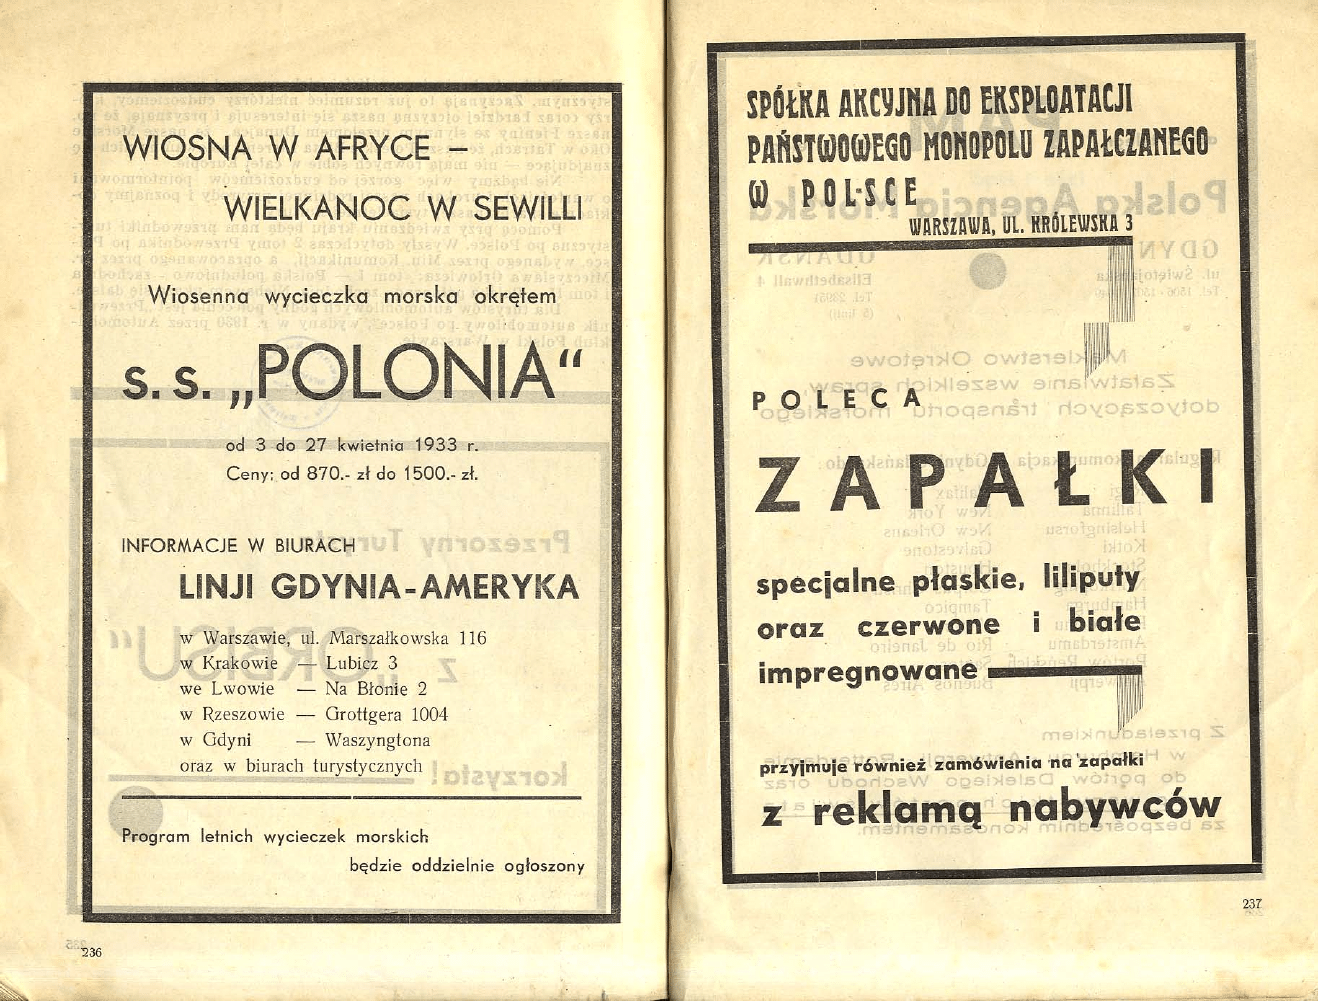 WIOSNA W AFRYCE –
WIELKANOC W SEWILLI
Wiosenna wycieczka morska okrętem
s. s. „POLONIA“
od 3 do 27 kwietnia 1933 r.
Ceny: od 870.- zł do 1500.- zł.
INFORMACJE W BIURACH
LINJI GDYNIA-AMERYKA
w Warszawie, ul. Marszałkowska 116
w Krakowie — Lubicz 3
we Lwowie — Na Błonie 2
w Rzeszowie — Grottgera 1004
w Gdyni — Waszyngtona
oraz w biurach turystycznych
Program letnich wycieczek morskich
będzie oddzielnie ogłoszony
236
SPÓŁKA AKCYJNA DO EKSPLOATACJI
PAŃSTWOWEGO MONOPOLU ZAPAŁCZANEGO
W POLSCE
WARSZAWA, UL. KRÓLEWSKA 3
POLECA
ZAPAŁKI
specjalne płaskie, liliputy
oraz czerwone i białe
impregnowane
przyjmuje również zamówienia na zapałki
z reklamą nabywców
237